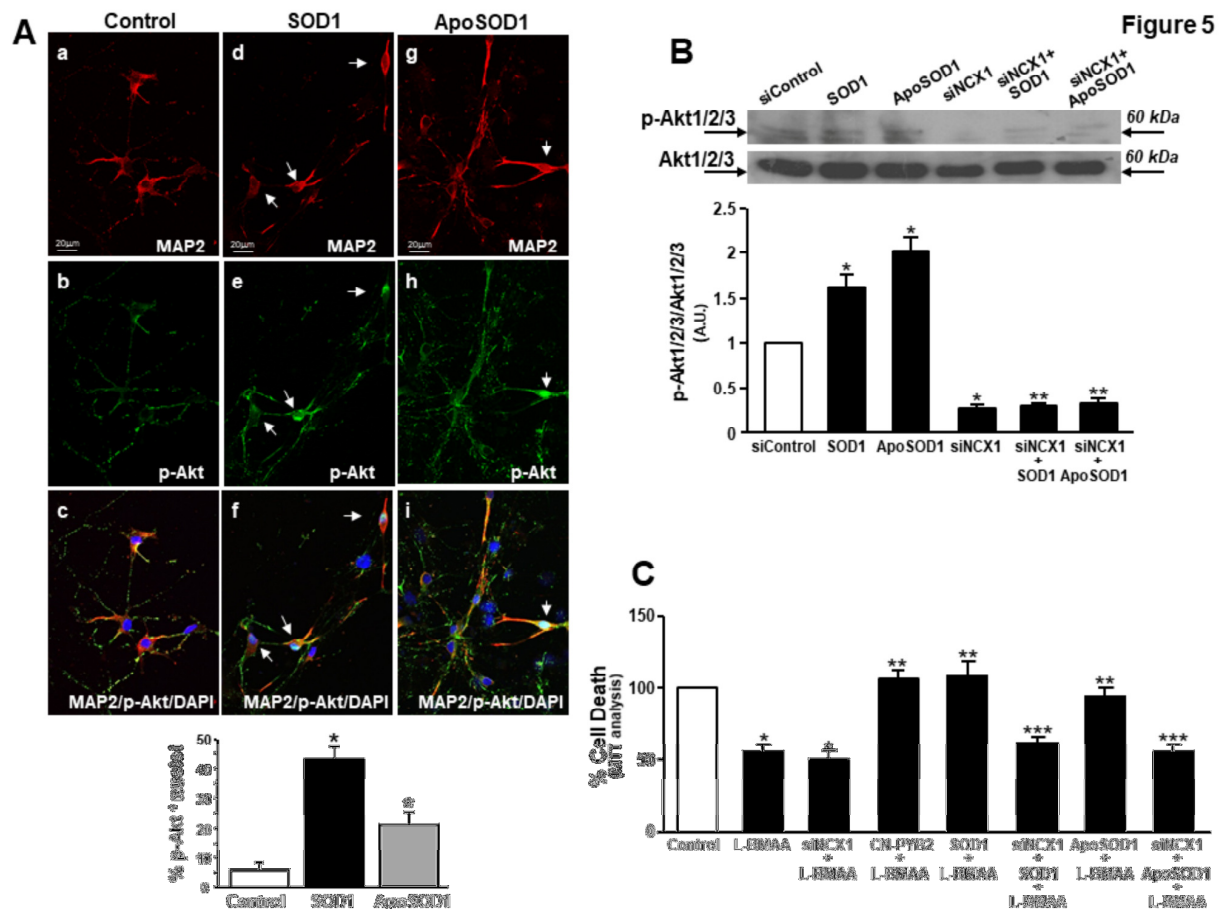 Figure 5
A
Control
SOD1
ApoSOD1
a
d
g
20µm
MAP2
20µm
MAP2
20µm
MAP2
b
e
h
p-Akt
p-Akt
p-Akt
c
f
i
MAP2/p-Akt/DAPI
MAP2/p-Akt/DAPI
MAP2/p-Akt/DAPI
% p-Akt + nuclei
50
40
30
20
10
0
*
Control
SOD1
ApoSOD1
B
siControl
SOD1
ApoSOD1
siNCX1
siNCX1+
SOD1
siNCX1+
ApoSOD1
p-Akt1/2/3
60 kDa
Akt1/2/3
60 kDa
p-Akt1/2/3/Akt1/2/3
(A.U.)
2.5
2
1.5
1
0.5
0
*
*
*
**
**
siControl
SOD1
ApoSOD1
siNCX1
siNCX1
+
SOD1
siNCX1
+
ApoSOD1
C
% Cell Death
(MTT analysis)
150
100
50
0
*
*
**
**
***
**
***
Control
L-BMAA
siNCX1
+
L-BMAA
+
L-BMAA
SOD1
+
L-BMAA
siNCX1
+
SOD1
+
L-BMAA
ApoSOD1
+
L-BMAA
siNCX1
+
ApoSOD1
+
L-BMAA